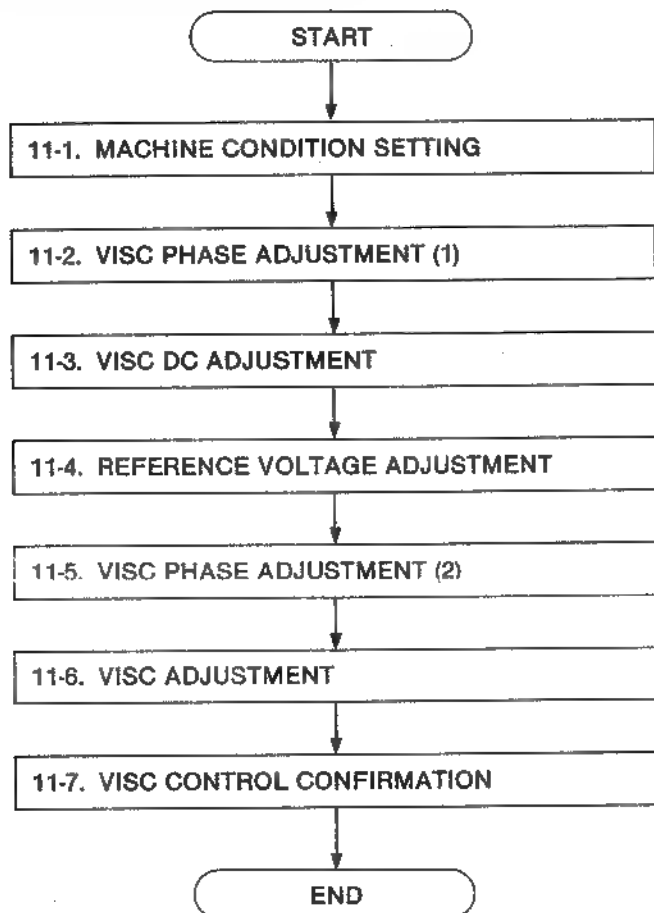 START
11-1. MACHINE CONDITION SETTING
11-2. VISC PHASE ADJUSTMENT (1)
11-3. VISC DC ADJUSTMENT
11-4. REFERENCE VOLTAGE ADJUSTMENT
11-5. VISC PHASE ADJUSTMENT (2)
11-6. VISC ADJUSTMENT
11-7. VISC CONTROL CONFIRMATION
END